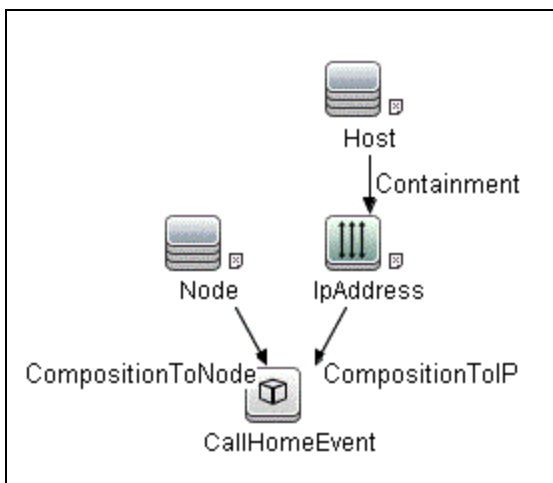 Host
Containment
Node
IpAddress
CompositionToNode
CompositionToIP
CallHomeEvent